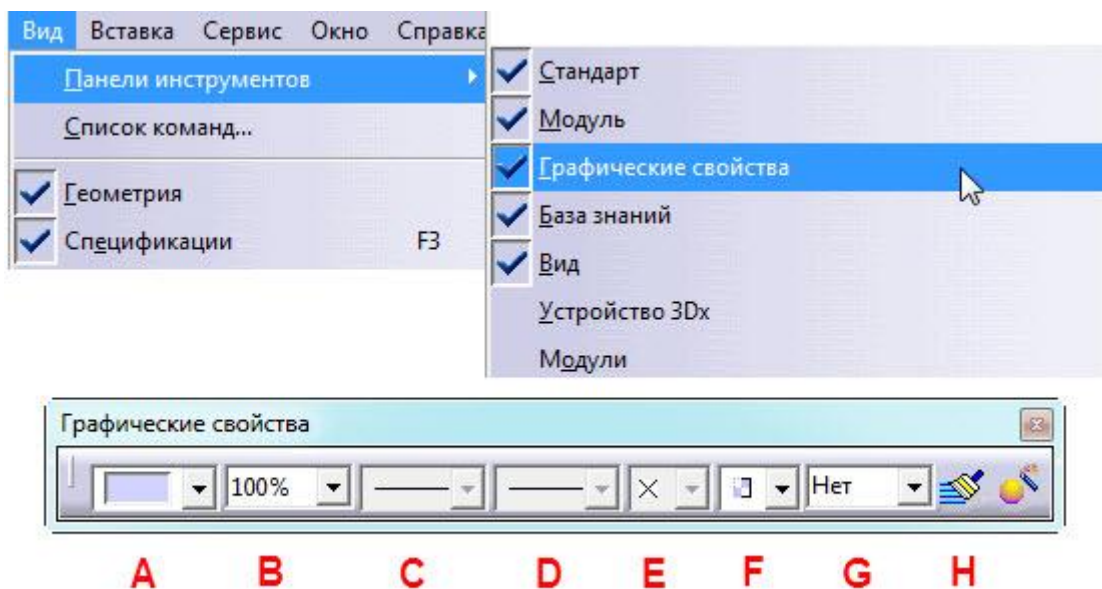 Вид Вставка Сервис Окно Справка
Панели инструментов
Список команд...
Геометрия
Спецификации F3
Стандарт
Модуль
Графические свойства
База знаний
Вид
Устройство 3Dx
Модули
Графические свойства
100% Нет
A B C D E F G H